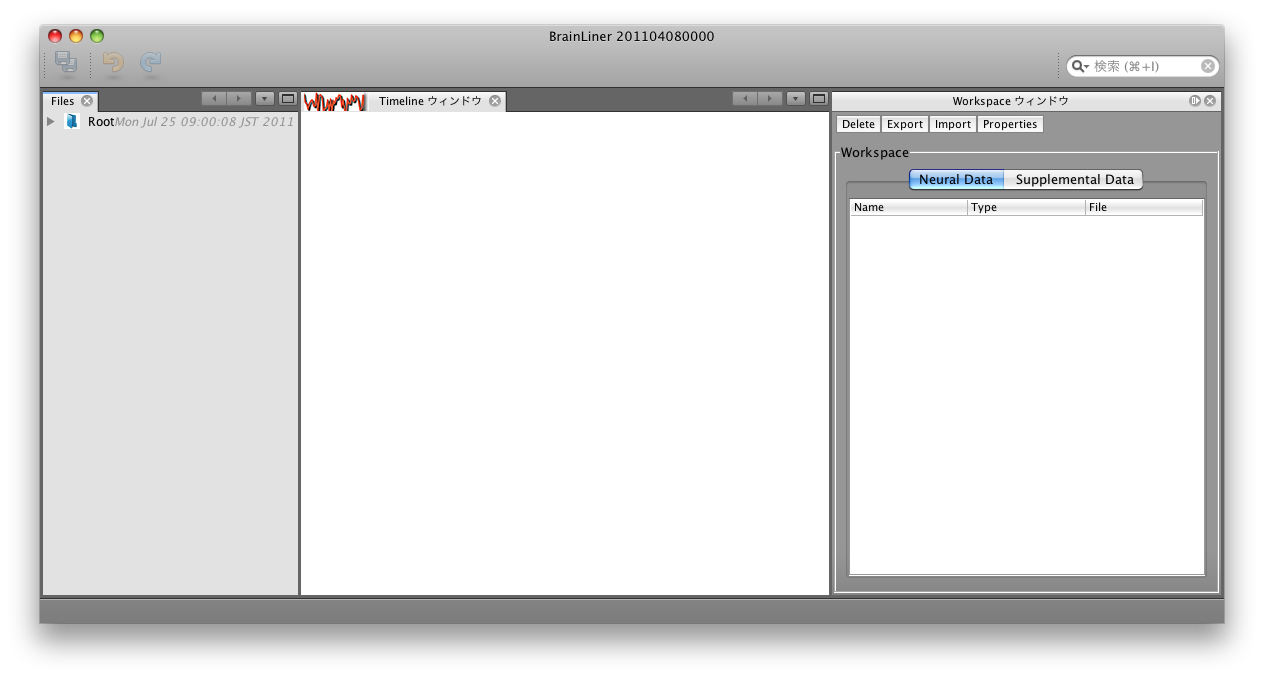 BrainLiner 201104080000
検索 (⌘+I)
Files
Timeline ウィンドウ
Workspace ウィンドウ
Root Mon Jul 25 09:00:08 JST 2011
Delete Export Import Properties
Workspace
Neural Data Supplemental Data
Name Type File